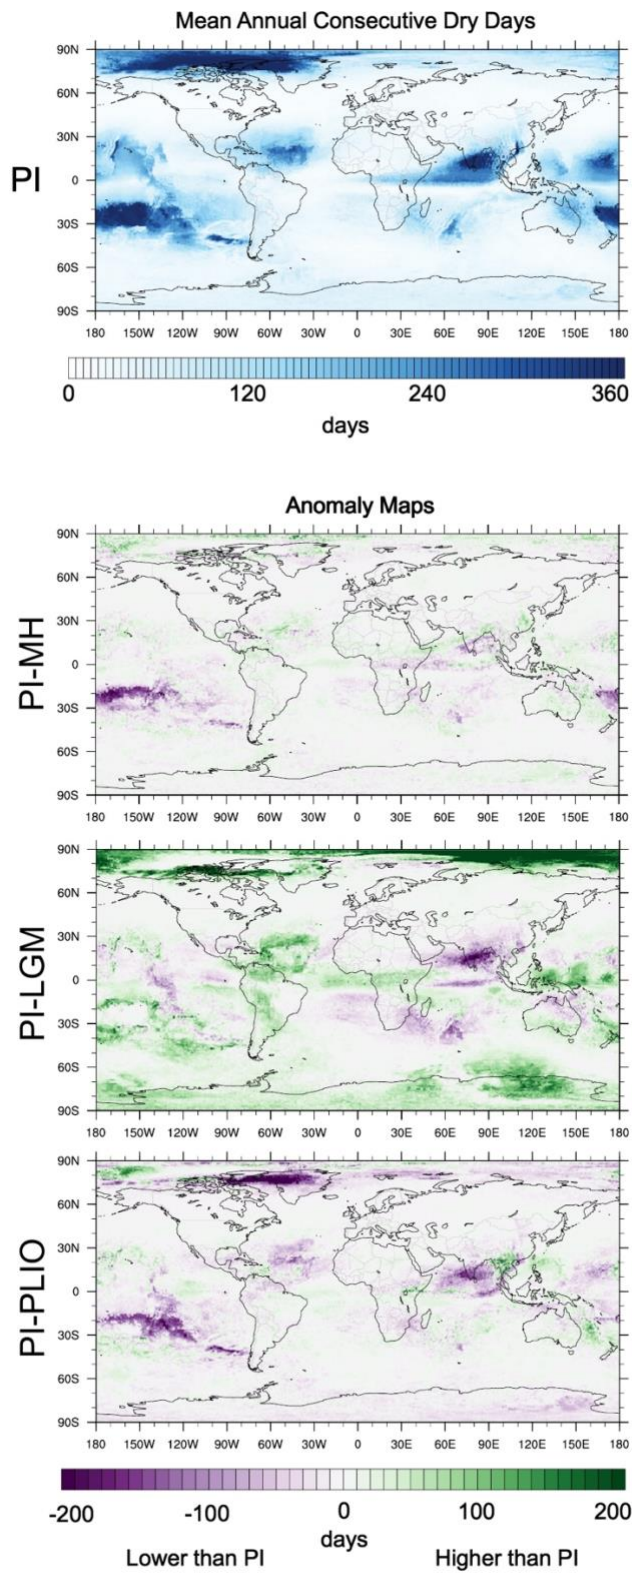 Mean Annual Consecutive Dry Days
90N
60N
30N
PI
0
30S
60S
90S
180 150W 120W 90W 60W 30W 0 30E 60E 90E 120E 150E 180
0 120 240 360
days
Anomaly Maps
90N
60N
30N
PI-MH
0
30S
60S
90S
180 150W 120W 90W 60W 30W 0 30E 60E 90E 120E 150E 180
90N
60N
30N
PI-LGM
0
30S
60S
90S
180 150W 120W 90W 60W 30W 0 30E 60E 90E 120E 150E 180
90N
60N
30N
PI-PLIO
0
30S
60S
90S
180 150W 120W 90W 60W 30W 0 30E 60E 90E 120E 150E 180
-200 -100 0 100 200
days
Lower than PI Higher than PI